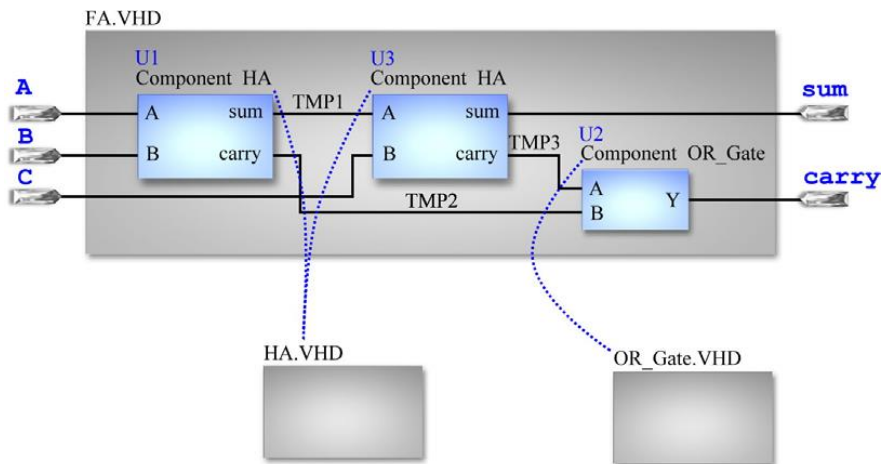 FA.VHD
U1
Component HA
U3
Component HA
A
A
sum
TMP1
A
sum
sum
B
B
carry
B
carry
TMP3
U2
Component OR_Gate
C
TMP2
A
B
Y
carry
HA.VHD
OR_Gate.VHD